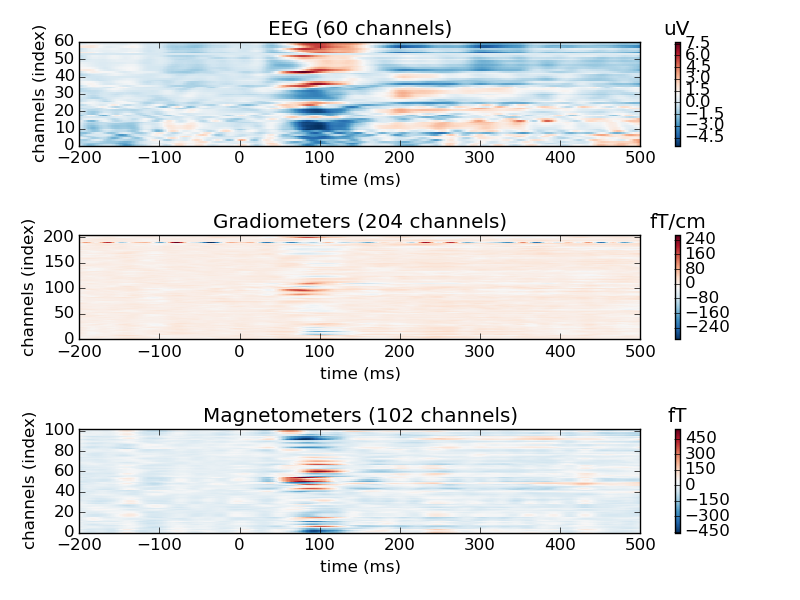 EEG (60 channels)
uV
channels (index)
60
50
40
30
20
10
0
−200 −100 0 100 200 300 400 500
time (ms)
7.5
6.0
4.5
3.0
1.5
0.0
−1.5
−3.0
−4.5
Gradiometers (204 channels)
fT/cm
channels (index)
200
150
100
50
0
−200 −100 0 100 200 300 400 500
time (ms)
240
160
80
0
−80
−160
−240
Magnetometers (102 channels)
fT
channels (index)
100
80
60
40
20
0
−200 −100 0 100 200 300 400 500
time (ms)
450
300
150
0
−150
−300
−450